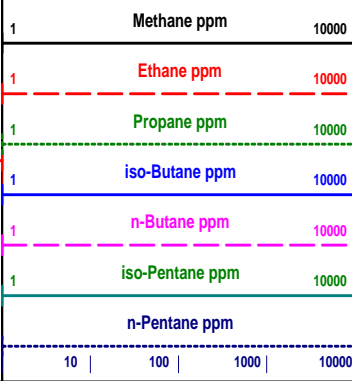 Methane ppm
1 10000
Ethane ppm
1 10000
Propane ppm
1 10000
iso-Butane ppm
1 10000
n-Butane ppm
1 10000
iso-Pentane ppm
1 10000
n-Pentane ppm
10 100 1000 10000